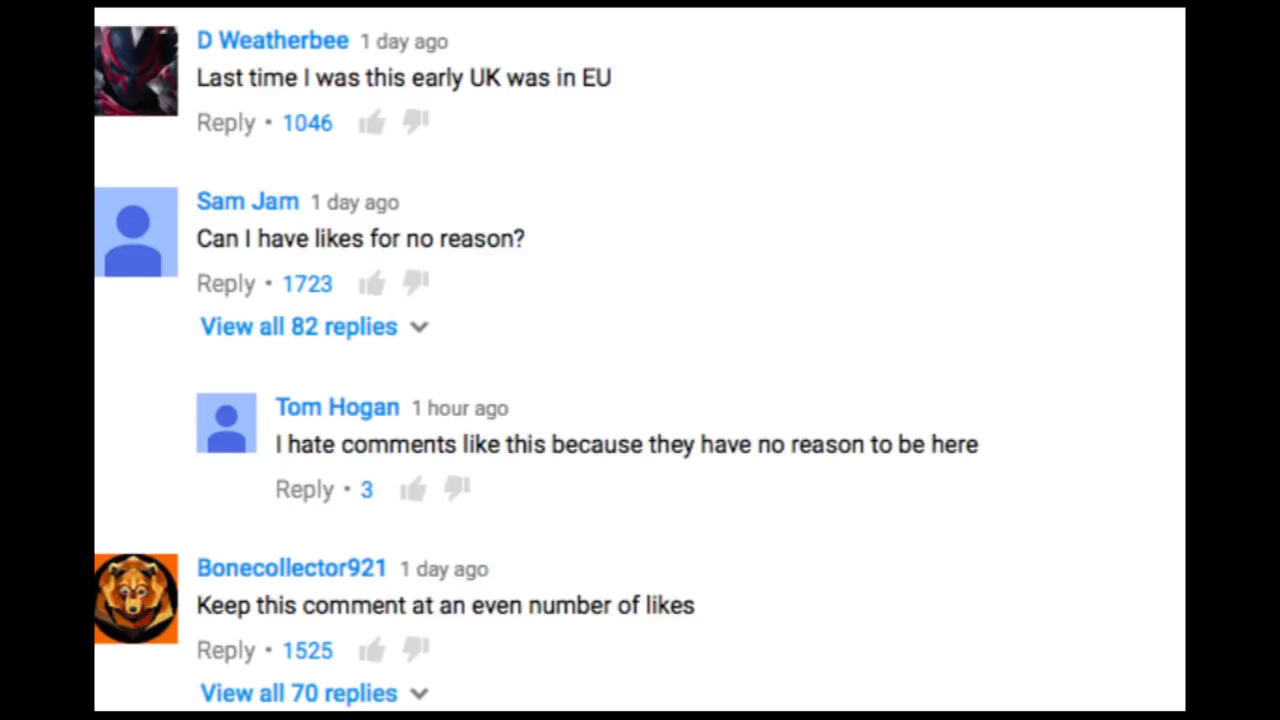 D Weatherbee 1 day ago
Last time I was this early UK was in EU
Reply • 1046
Sam Jam 1 day ago
Can I have likes for no reason?
Reply • 1723
View all 82 replies
Tom Hogan 1 hour ago
I hate comments like this because they have no reason to be here
Reply • 3
Bonecollector921 1 day ago
Keep this comment at an even number of likes
Reply • 1525
View all 70 replies